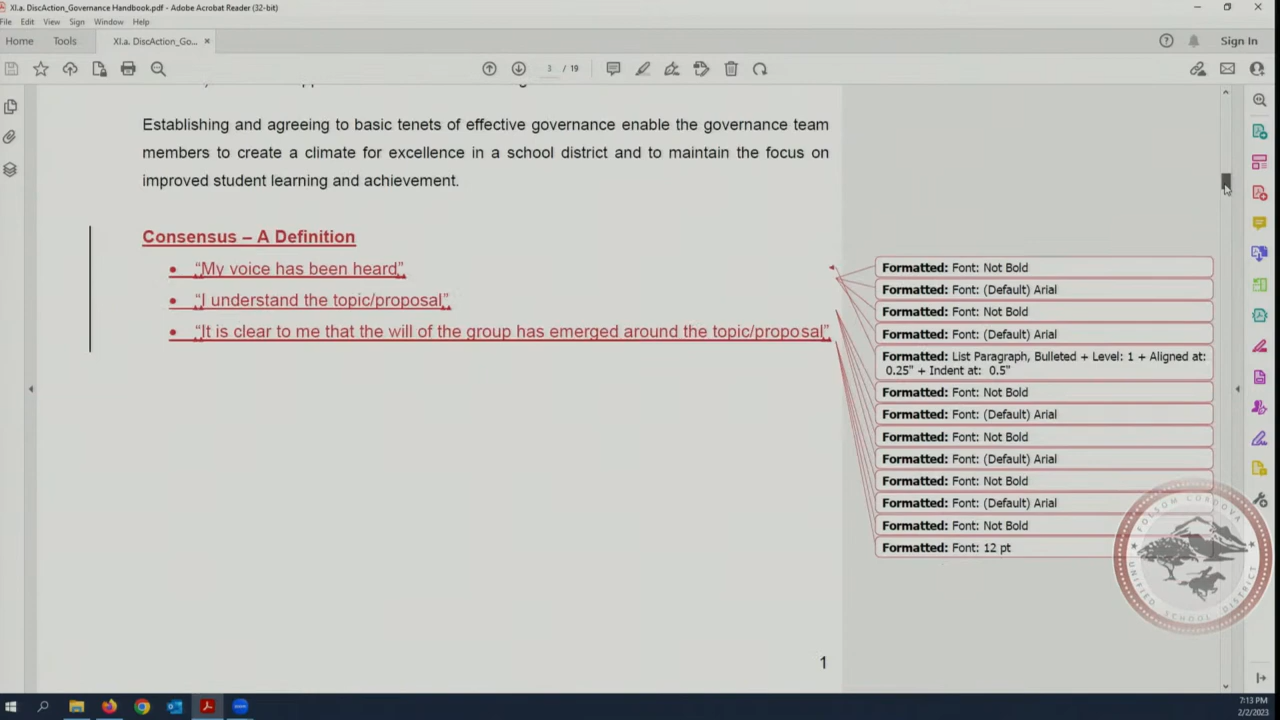 XI.a. DiscAction_Governance Handbook.pdf - Adobe Acrobat Reader (32-bit)
File Edit View Sign Window Help
Home Tools XI.a. DiscAction_Go... × Sign In
3 / 19
Establishing and agreeing to basic tenets of effective governance enable the governance team
members to create a climate for excellence in a school district and to maintain the focus on
improved student learning and achievement.
Consensus – A Definition
• “My voice has been heard”
• “I understand the topic/proposal”
• “It is clear to me that the will of the group has emerged around the topic/proposal”
Formatted: Font: Not Bold
Formatted: Font: (Default) Arial
Formatted: Font: Not Bold
Formatted: Font: (Default) Arial
Formatted: List Paragraph, Bulleted + Level: 1 + Aligned at:
0.25" + Indent at: 0.5"
Formatted: Font: Not Bold
Formatted: Font: (Default) Arial
Formatted: Font: Not Bold
Formatted: Font: (Default) Arial
Formatted: Font: Not Bold
Formatted: Font: (Default) Arial
Formatted: Font: Not Bold
Formatted: Font: 12 pt
FOLSOM CORDOVA
UNIFIED SCHOOL DISTRICT
1
7:13 PM
2/2/2023